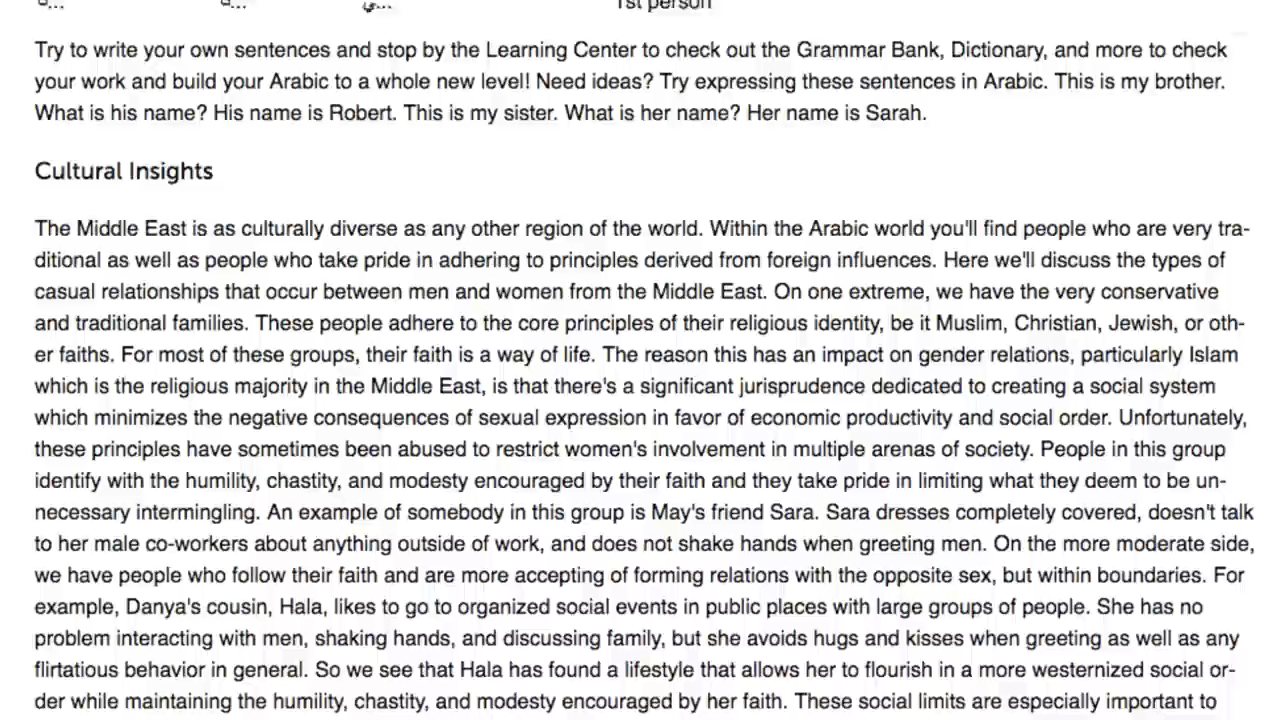 1st person
Try to write your own sentences and stop by the Learning Center to check out the Grammar Bank, Dictionary, and more to check
your work and build your Arabic to a whole new level! Need ideas? Try expressing these sentences in Arabic. This is my brother.
What is his name? His name is Robert. This is my sister. What is her name? Her name is Sarah.
Cultural Insights
The Middle East is as culturally diverse as any other region of the world. Within the Arabic world you'll find people who are very tra-
ditional as well as people who take pride in adhering to principles derived from foreign influences. Here we'll discuss the types of
casual relationships that occur between men and women from the Middle East. On one extreme, we have the very conservative
and traditional families. These people adhere to the core principles of their religious identity, be it Muslim, Christian, Jewish, or oth-
er faiths. For most of these groups, their faith is a way of life. The reason this has an impact on gender relations, particularly Islam
which is the religious majority in the Middle East, is that there's a significant jurisprudence dedicated to creating a social system
which minimizes the negative consequences of sexual expression in favor of economic productivity and social order. Unfortunately,
these principles have sometimes been abused to restrict women's involvement in multiple arenas of society. People in this group
identify with the humility, chastity, and modesty encouraged by their faith and they take pride in limiting what they deem to be un-
necessary intermingling. An example of somebody in this group is May's friend Sara. Sara dresses completely covered, doesn't talk
to her male co-workers about anything outside of work, and does not shake hands when greeting men. On the more moderate side,
we have people who follow their faith and are more accepting of forming relations with the opposite sex, but within boundaries. For
example, Danya's cousin, Hala, likes to go to organized social events in public places with large groups of people. She has no
problem interacting with men, shaking hands, and discussing family, but she avoids hugs and kisses when greeting as well as any
flirtatious behavior in general. So we see that Hala has found a lifestyle that allows her to flourish in a more westernized social or-
der while maintaining the humility, chastity, and modesty encouraged by her faith. These social limits are especially important to